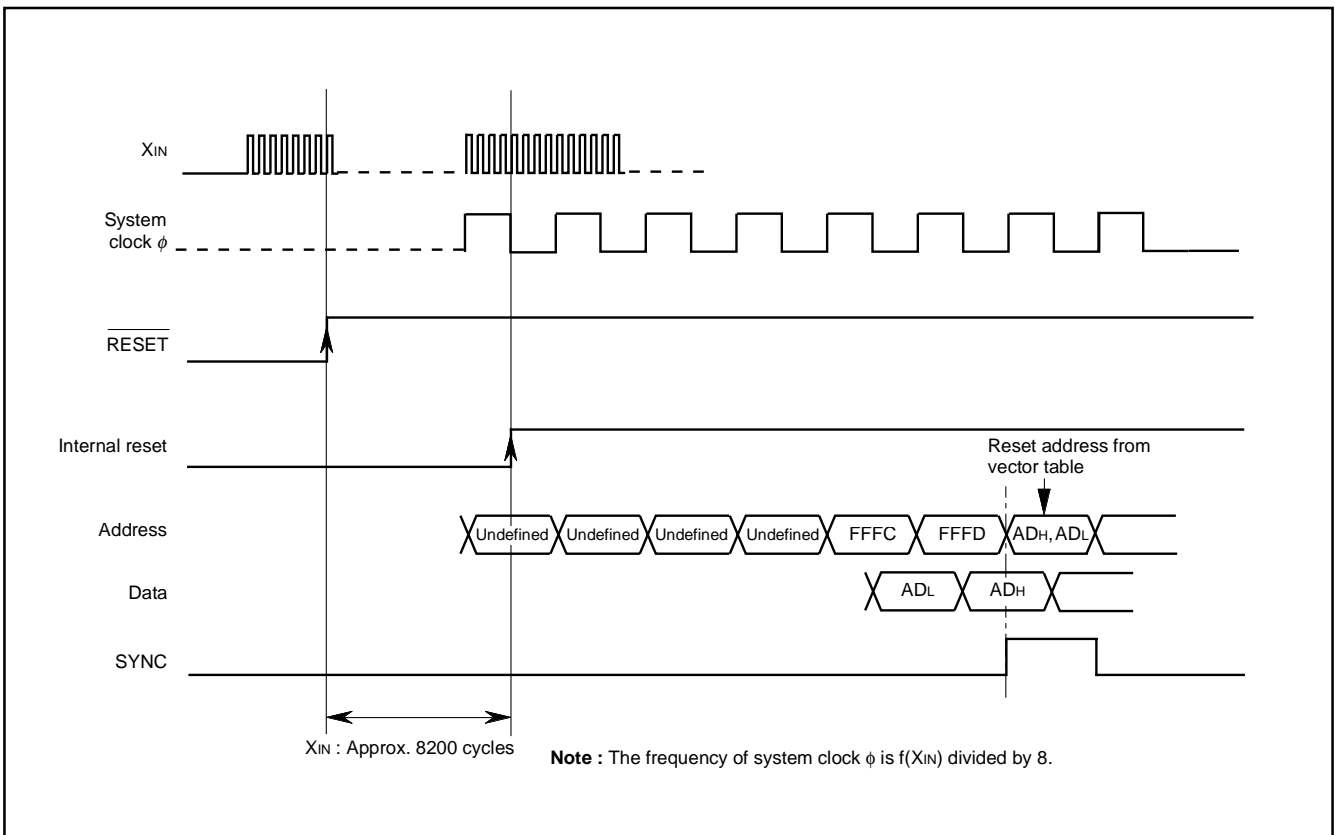 XIN
System
clock ϕ
RESET
Internal reset
Reset address from
vector table
Address
Undefined Undefined Undefined Undefined FFFC FFFD ADH, ADL
Data
ADL ADH
SYNC
XIN : Approx. 8200 cycles
Note : The frequency of system clock ϕ is f(XIN) divided by 8.